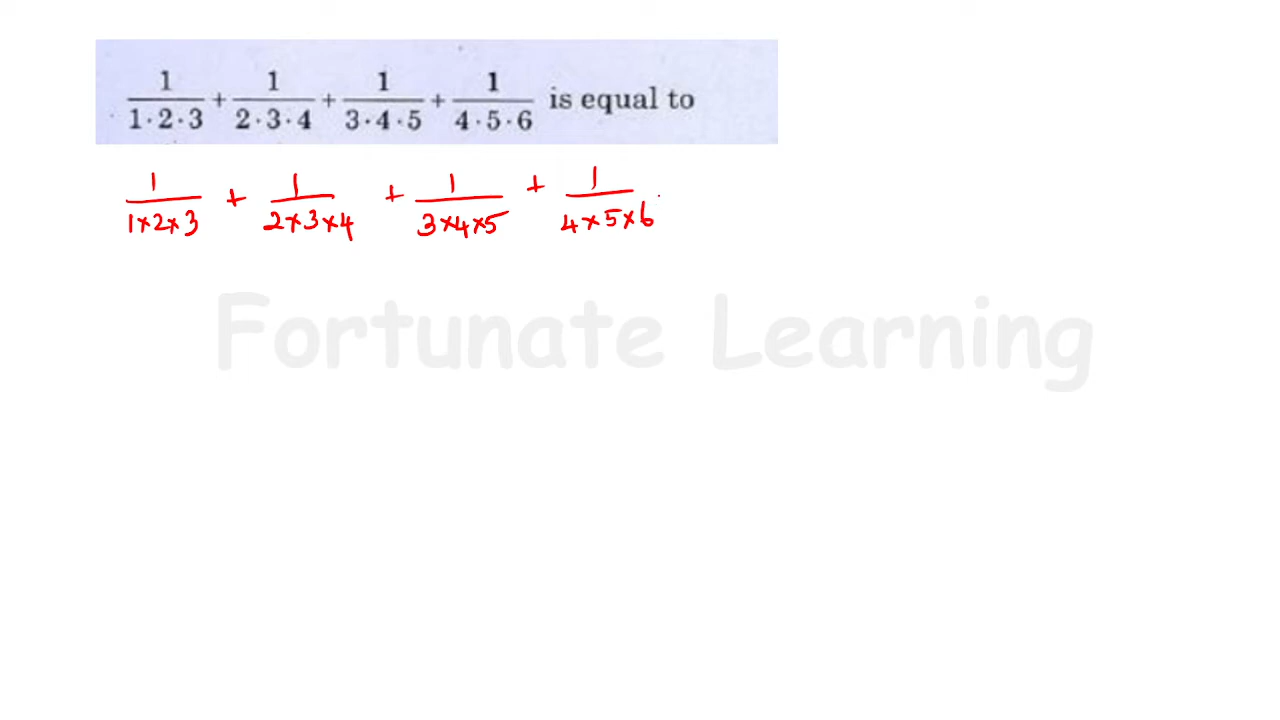 1/(1·2·3) + 1/(2·3·4) + 1/(3·4·5) + 1/(4·5·6) is equal to
1/(1×2×3) + 1/(2×3×4) + 1/(3×4×5) + 1/(4×5×6)
Fortunate Learning